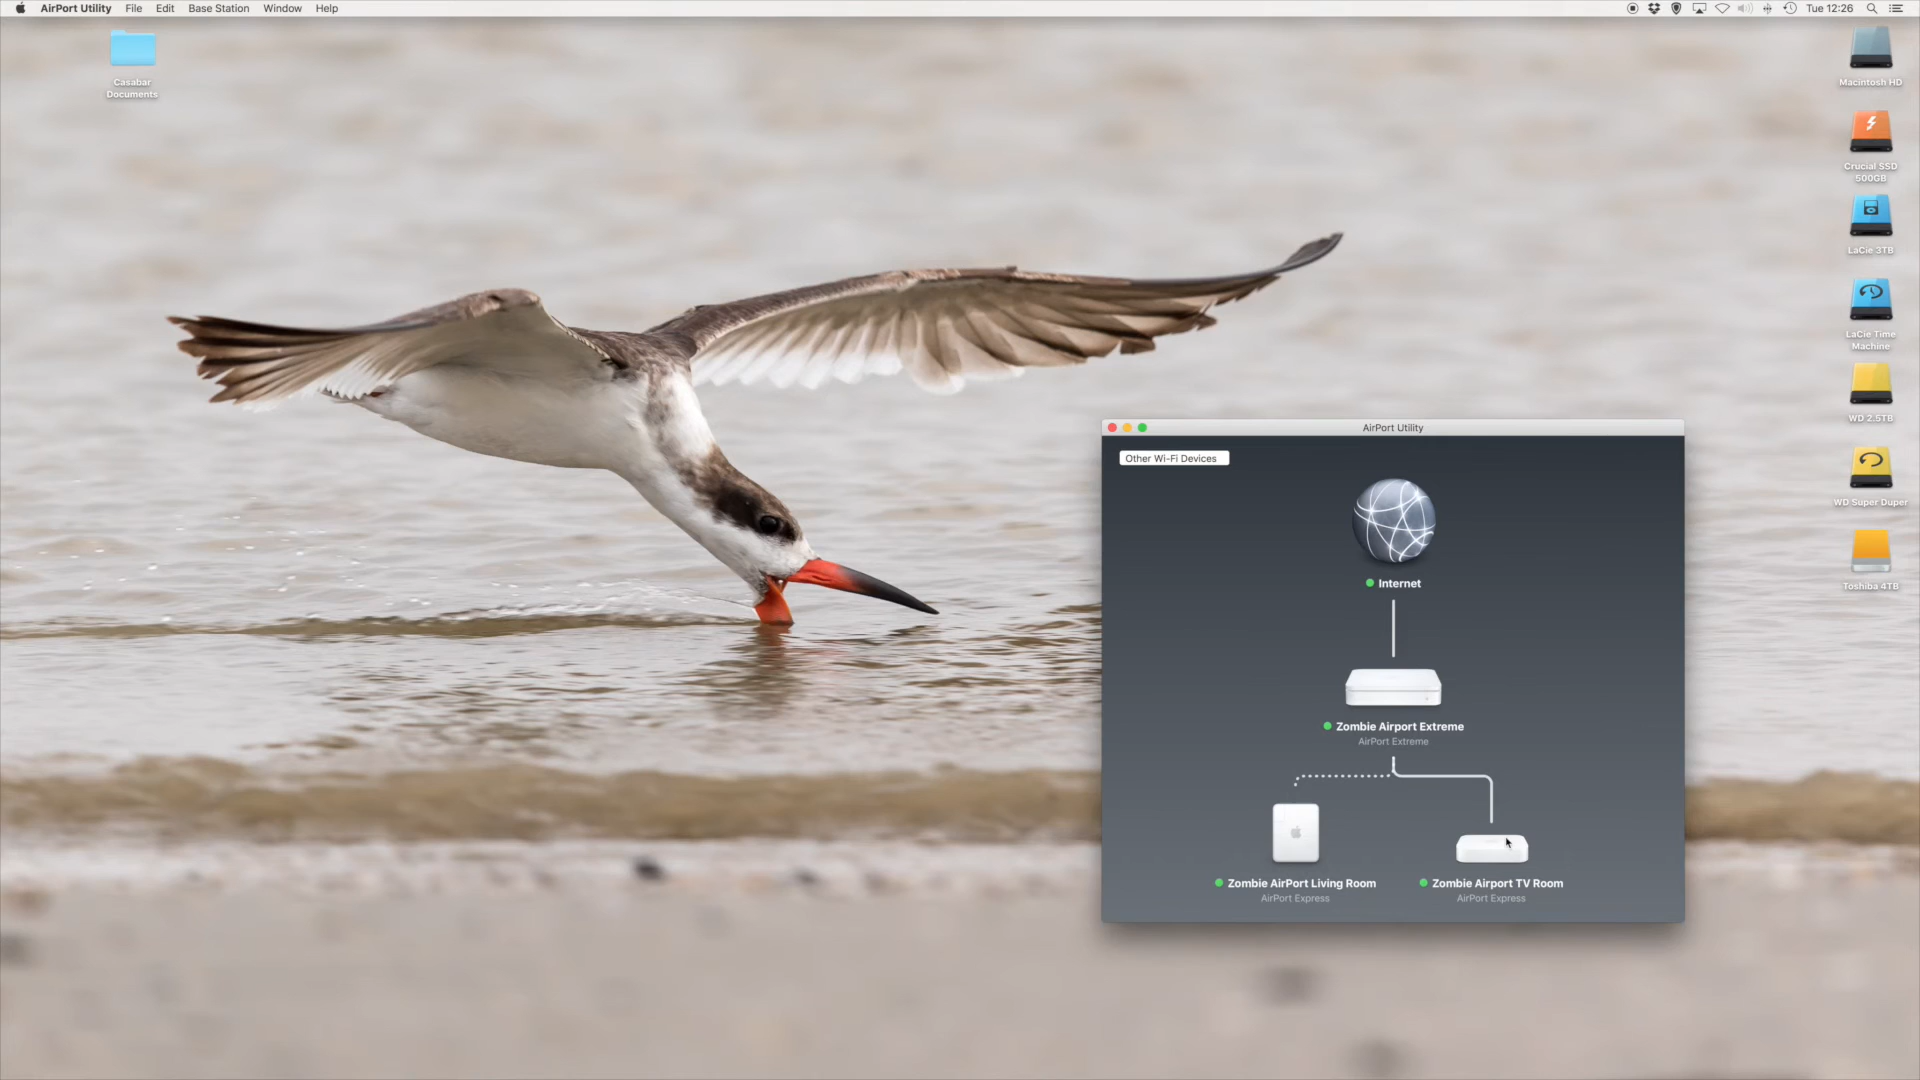 AirPort Utility File Edit Base Station Window Help Tue 12:26
Casabar
Documents
Macintosh HD
Crucial SSD
500GB
LaCie 3TB
LaCie Time
Machine
WD 2.5TB
WD Super Duper
Toshiba 4TB
AirPort Utility
Other Wi-Fi Devices
Internet
Zombie Airport Extreme
AirPort Extreme
Zombie AirPort Living Room
AirPort Express
Zombie Airport TV Room
AirPort Express